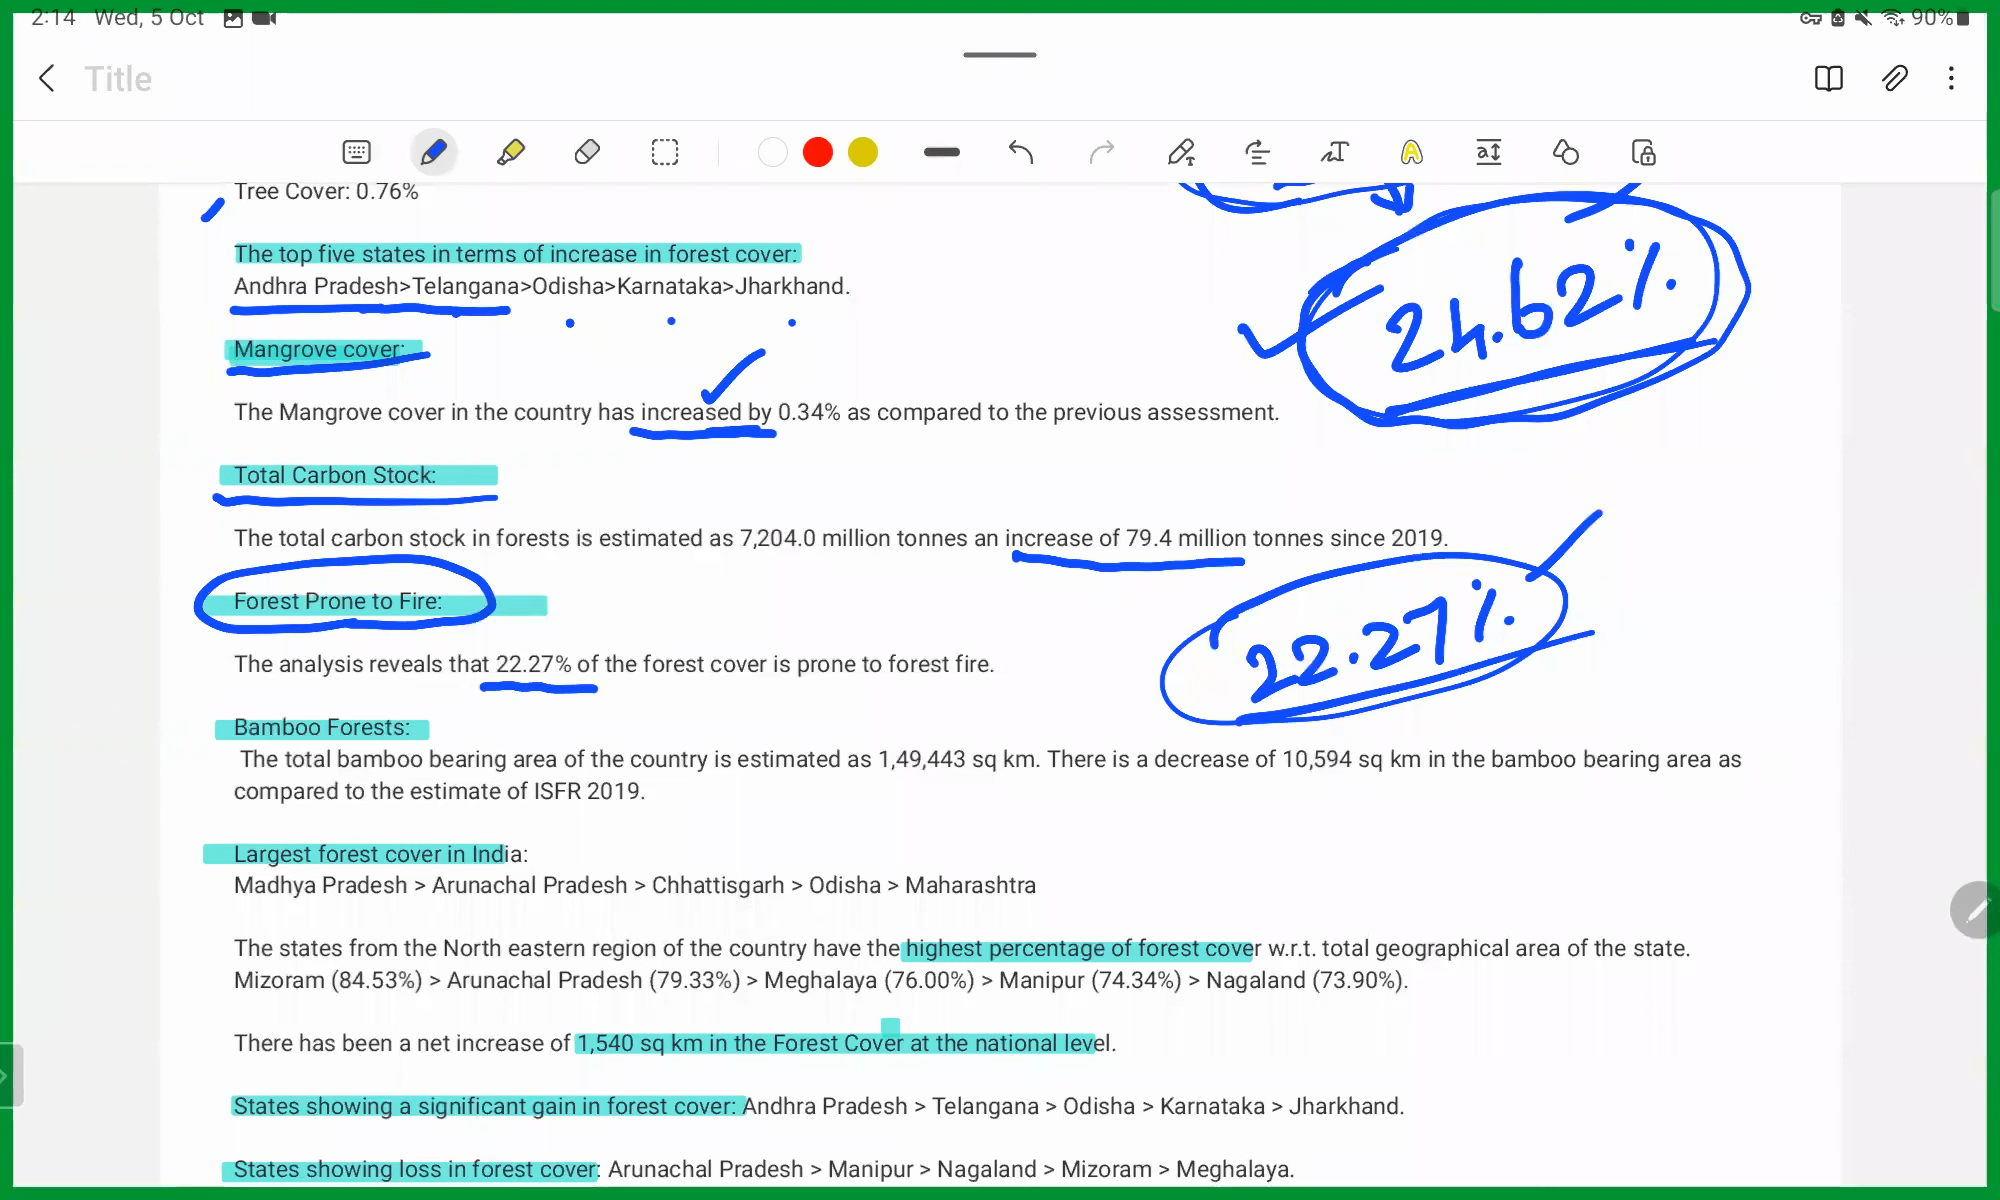 2:14 Wed, 5 Oct 90%
Title
Tree Cover: 0.76%
The top five states in terms of increase in forest cover:
Andhra Pradesh>Telangana>Odisha>Karnataka>Jharkhand.
24.62%
Mangrove cover:
The Mangrove cover in the country has increased by 0.34% as compared to the previous assessment.
Total Carbon Stock:
The total carbon stock in forests is estimated as 7,204.0 million tonnes an increase of 79.4 million tonnes since 2019.
Forest Prone to Fire:
22.27%
The analysis reveals that 22.27% of the forest cover is prone to forest fire.
Bamboo Forests:
The total bamboo bearing area of the country is estimated as 1,49,443 sq km. There is a decrease of 10,594 sq km in the bamboo bearing area as
compared to the estimate of ISFR 2019.
Largest forest cover in India:
Madhya Pradesh > Arunachal Pradesh > Chhattisgarh > Odisha > Maharashtra
The states from the North eastern region of the country have the highest percentage of forest cover w.r.t. total geographical area of the state.
Mizoram (84.53%) > Arunachal Pradesh (79.33%) > Meghalaya (76.00%) > Manipur (74.34%) > Nagaland (73.90%).
There has been a net increase of 1,540 sq km in the Forest Cover at the national level.
States showing a significant gain in forest cover: Andhra Pradesh > Telangana > Odisha > Karnataka > Jharkhand.
States showing loss in forest cover: Arunachal Pradesh > Manipur > Nagaland > Mizoram > Meghalaya.